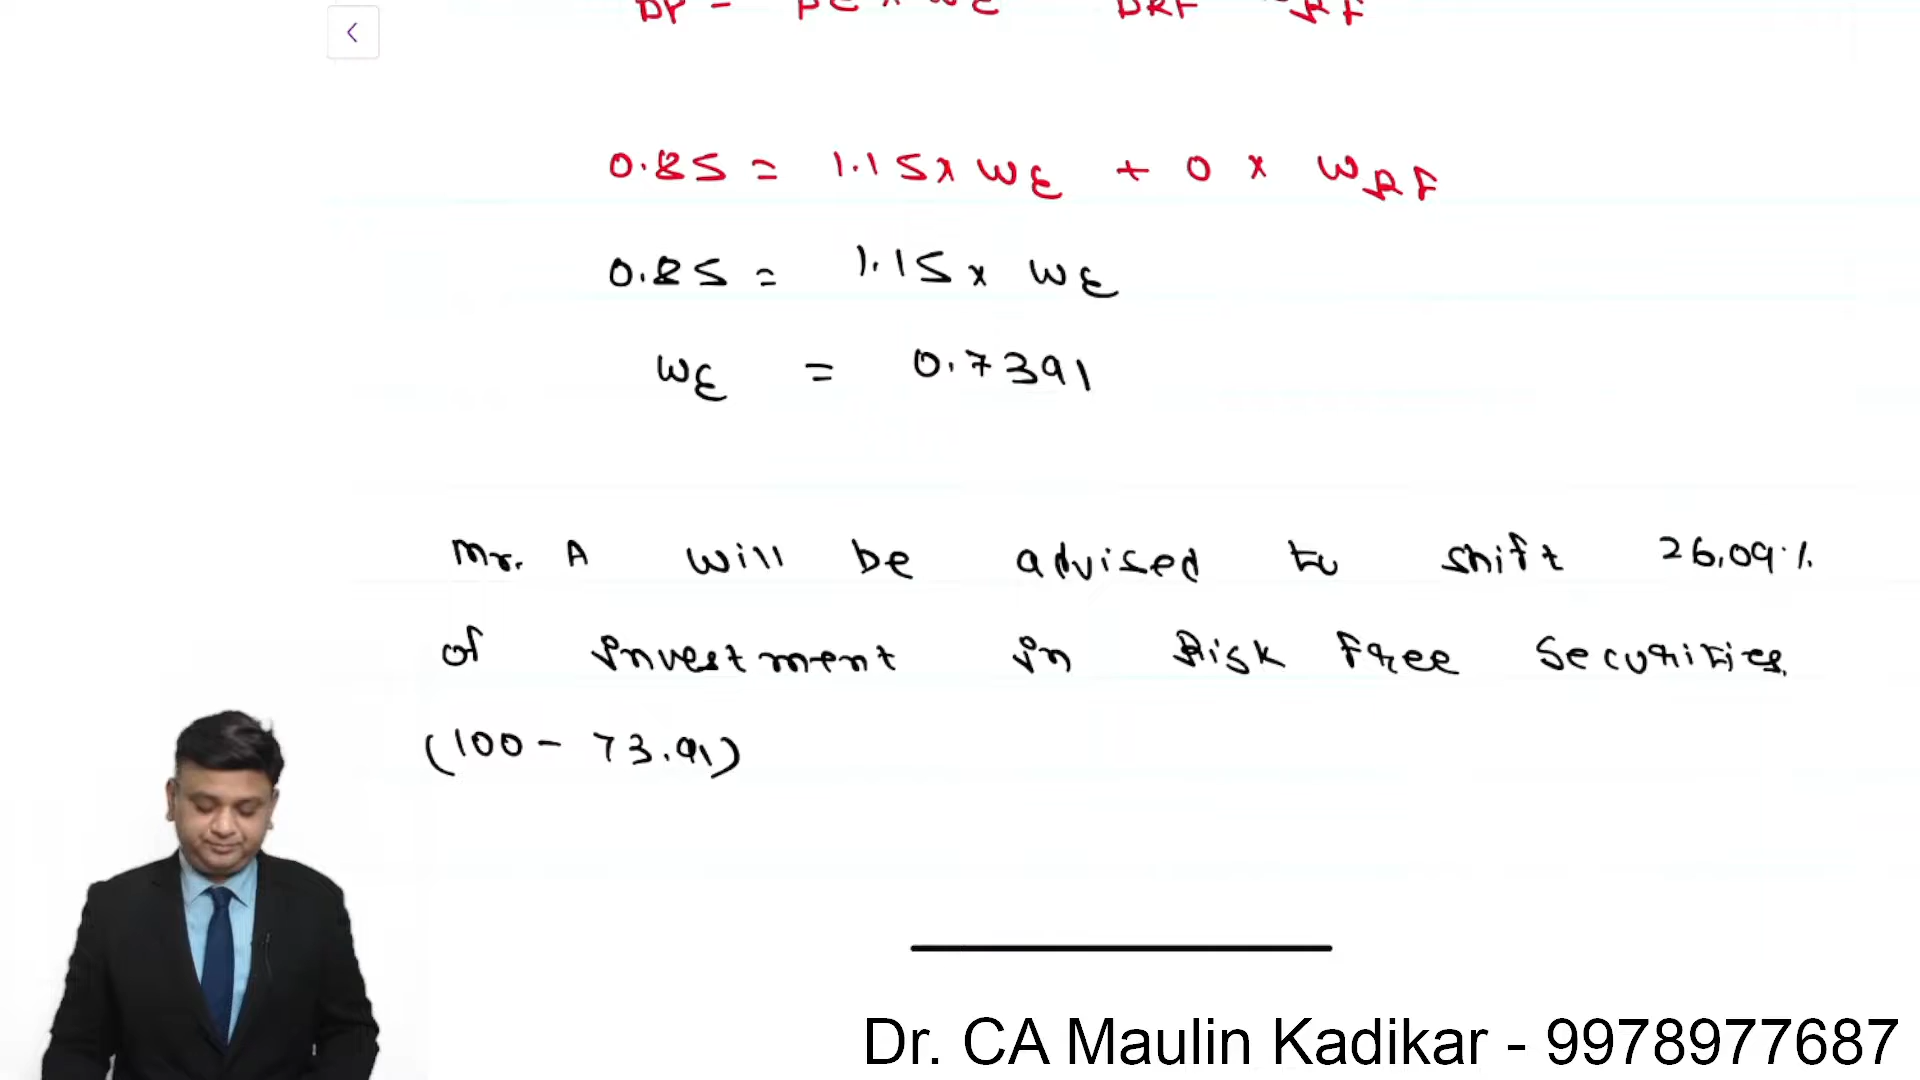 0.85 = 1.15 x WE + 0 x WRF
0.85 = 1.15 x WE
WE = 0.7391
Mr. A will be advised to shift 26.09%
of investment in Risk Free Securities.
(100 - 73.91)
Dr. CA Maulin Kadikar - 9978977687